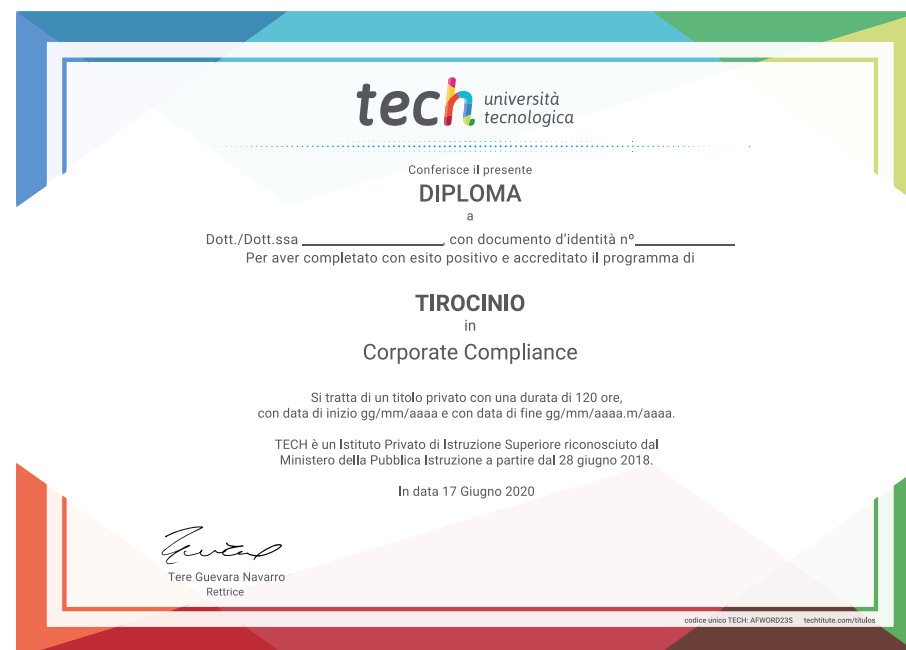 tech università
tecnologica
Conferisce il presente
DIPLOMA
a
Dott./Dott.ssa ____________________, con documento d'identità nº______________
Per aver completato con esito positivo e accreditato il programma di
TIROCINIO
in
Corporate Compliance
Si tratta di un titolo privato con una durata di 120 ore,
con data di inizio gg/mm/aaaa e con data di fine gg/mm/aaaa.m/aaaa.
TECH è un Istituto Privato di Istruzione Superiore riconosciuto dal
Ministero della Pubblica Istruzione a partire dal 28 giugno 2018.
In data 17 Giugno 2020
Tere Guevara Navarro
Rettrice
codice unico TECH: AFWORD23S techtitute.com/titulos